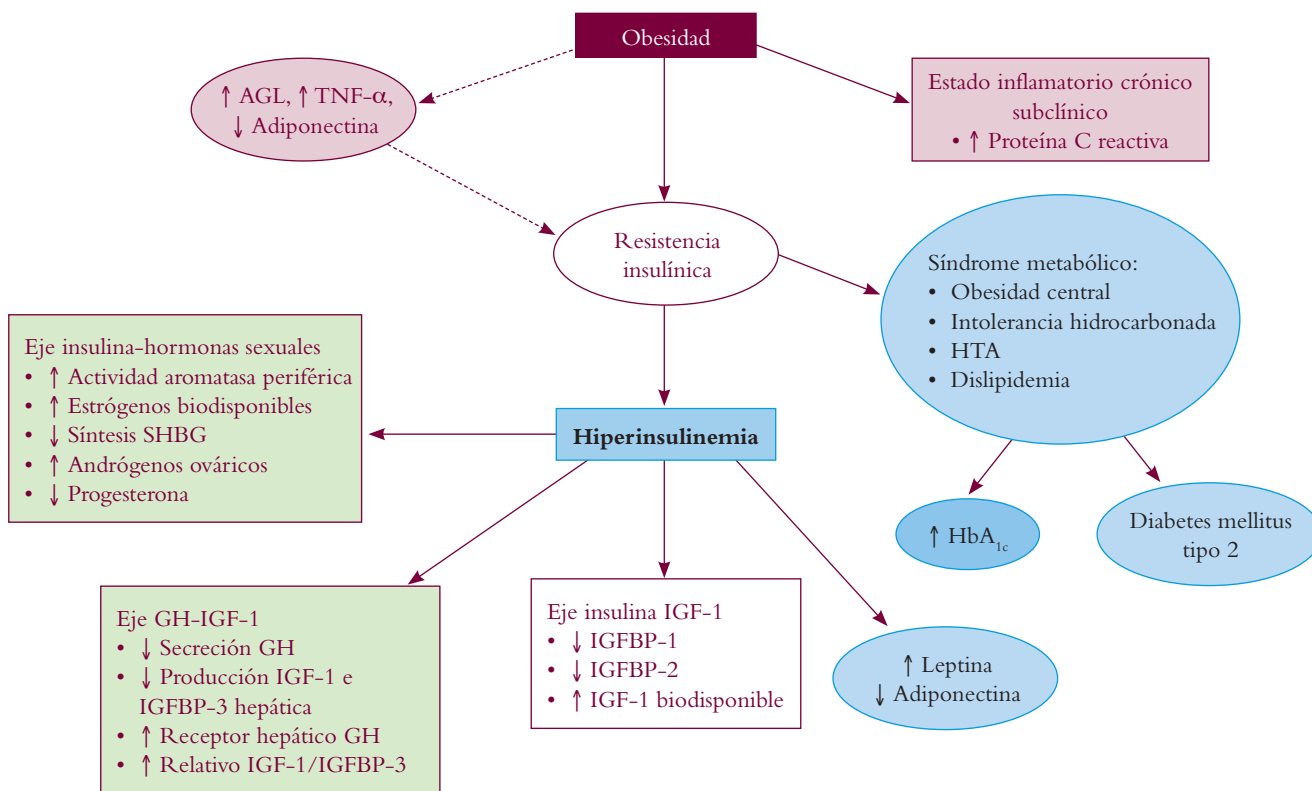 Obesidad
↑ AGL, ↑ TNF-α,
↓ Adiponectina
Estado inflamatorio crónico
subclínico
• ↑ Proteína C reactiva
Resistencia
insulínica
Síndrome metabólico:
• Obesidad central
• Intolerancia hidrocarbonada
• HTA
• Dislipidemia
Eje insulina-hormonas sexuales
• ↑ Actividad aromatasa periférica
• ↑ Estrógenos biodisponibles
• ↓ Síntesis SHBG
• ↑ Andrógenos ováricos
• ↓ Progesterona
Hiperinsulinemia
↑ HbA1c
Diabetes mellitus
tipo 2
Eje GH-IGF-1
• ↓ Secreción GH
• ↓ Producción IGF-1 e
IGFBP-3 hepática
• ↑ Receptor hepático GH
• ↑ Relativo IGF-1/IGFBP-3
Eje insulina IGF-1
• ↓ IGFBP-1
• ↓ IGFBP-2
• ↑ IGF-1 biodisponible
↑ Leptina
↓ Adiponectina